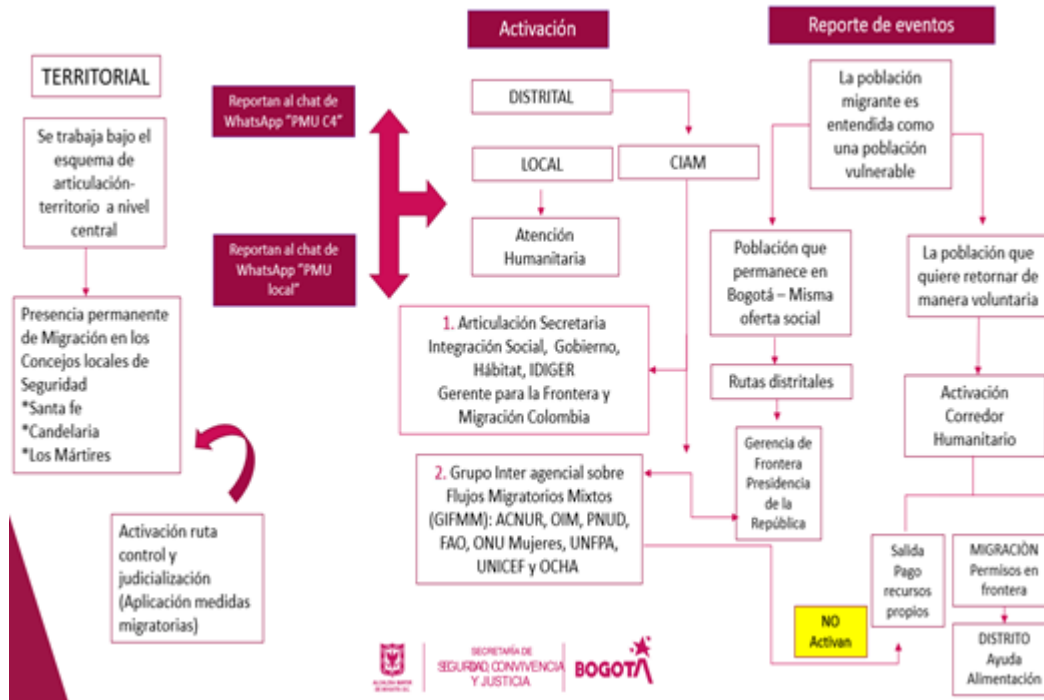 Activación
Reporte de eventos
TERRITORIAL
Se trabaja bajo el
esquema de
articulación-
territorio a nivel
central
Presencia permanente
de Migración en los
Concejos locales de
Seguridad
*Santa fe
*Candelaria
*Los Mártires
Activación ruta
control y
judicialización
(Aplicación medidas
migratorias)
Reportan al chat de
WhatsApp "PMU C4"
Reportan al chat de
WhatsApp "PMU
local"
DISTRITAL
LOCAL
CIAM
Atención
Humanitaria
1. Articulación Secretaria
Integración Social, Gobierno,
Hábitat, IDIGER
Gerente para la Frontera y
Migración Colombia
2. Grupo Inter agencial sobre
Flujos Migratorios Mixtos
(GIFMM): ACNUR, OIM, PNUD,
FAO, ONU Mujeres, UNFPA,
UNICEF y OCHA
La población
migrante es
entendida como
una población
vulnerable
Población que
permanece en
Bogotá – Misma
oferta social
Rutas distritales
Gerencia de
Frontera
Presidencia
de la
República
La población que
quiere retornar de
manera voluntaria
Activación
Corredor
Humanitario
Salida
Pago
recursos
propios
MIGRACIÒN
Permisos en
frontera
DISTRITO
Ayuda
Alimentación
NO
Activan
ALCALDÍA MAYOR
DE BOGOTÁ D.C.
SECRETARÍA DE
SEGURIDAD, CONVIVENCIA
Y JUSTICIA
BOGOTÁ